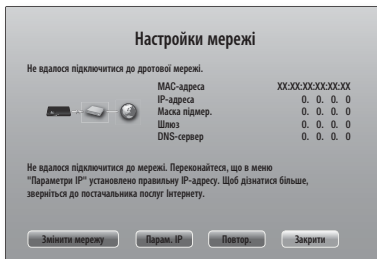 Настройки мережі
Не вдалося підключитися до дротової мережі.
MAC-адреса XX:XX:XX:XX:XX:XX
IP-адреса 0. 0. 0. 0
Маска підмер. 0. 0. 0. 0
Шлюз 0. 0. 0. 0
DNS-сервер 0. 0. 0. 0
Не вдалося підключитися до мережі. Переконайтеся, що в меню
"Параметри IP" установлено правильну IP-адресу. Щоб дізнатися більше,
зверніться до постачальника послуг Інтернету.
Змінити мережу Парам. IP Повтор. Закрити